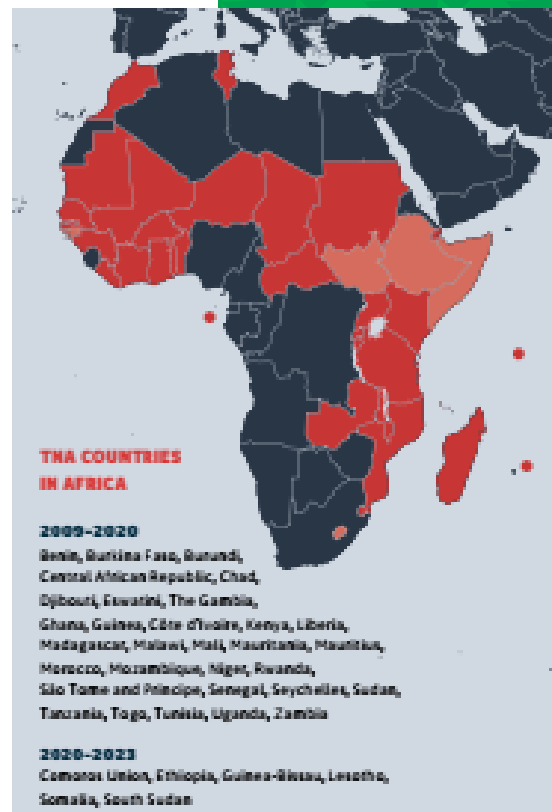 TNA COUNTRIES
IN AFRICA
2009–2020
Benin, Burkina Faso, Burundi,
Central African Republic, Chad,
Djbouti, Eswatini, The Gambia,
Ghana, Guinea, Côte d'Ivoire, Kenya, Liberia,
Madagascar, Malawi, Mali, Mauritania, Mauritius,
Morocco, Mozambique, Niger, Rwanda,
São Tome and Principe, Senegal, Seychelles, Sudan,
Tanzania, Togo, Tunisia, Uganda, Zambia
2020–2023
Comoros Union, Ethiopia, Guinea-Bissau, Lesotho,
Somalia, South Sudan